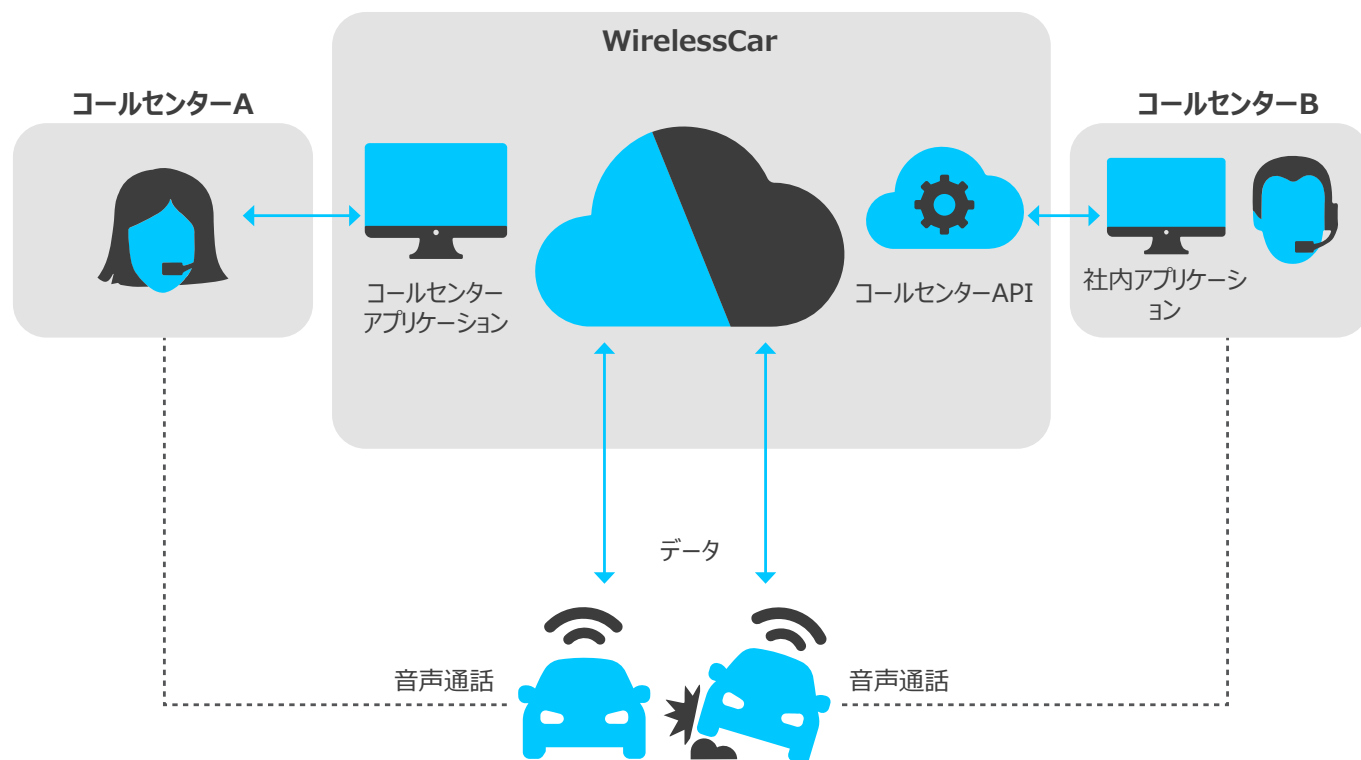 WirelessCar
コールセンターA
コールセンターB
コールセンター
アプリケーション
コールセンターAPI
社内アプリケーシ
ョン
データ
音声通話
音声通話